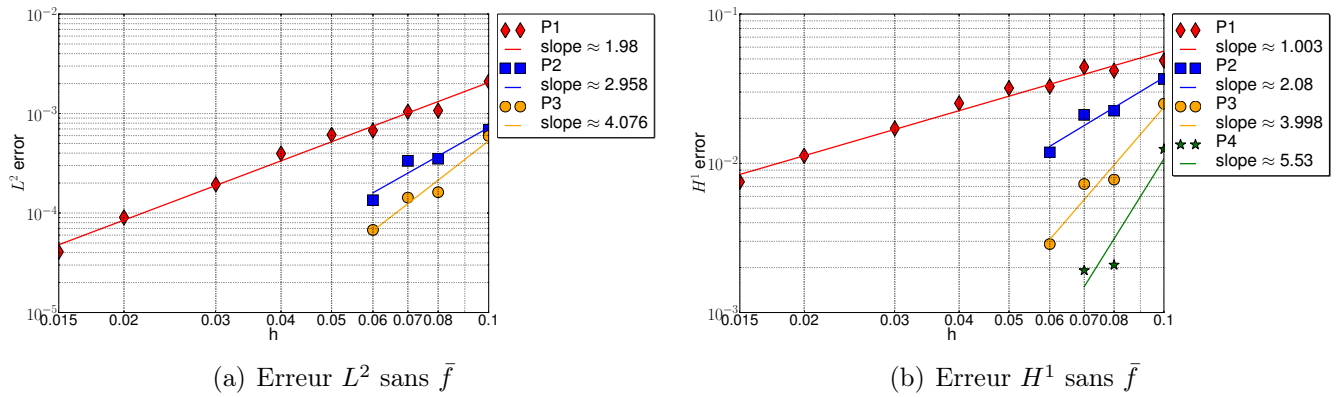 10⁻²
10⁻³
10⁻⁴
10⁻⁵
L² error
0.015
0.02
0.03
0.04
0.05
0.06
0.07
0.08
0.1
h
P1
slope ≈ 1.98
P2
slope ≈ 2.958
P3
slope ≈ 4.076
(a) Erreur L² sans f̄
10⁻¹
10⁻²
10⁻³
H¹ error
0.015
0.02
0.03
0.04
0.05
0.06
0.07
0.08
0.1
h
P1
slope ≈ 1.003
P2
slope ≈ 2.08
P3
slope ≈ 3.998
P4
slope ≈ 5.53
(b) Erreur H¹ sans f̄